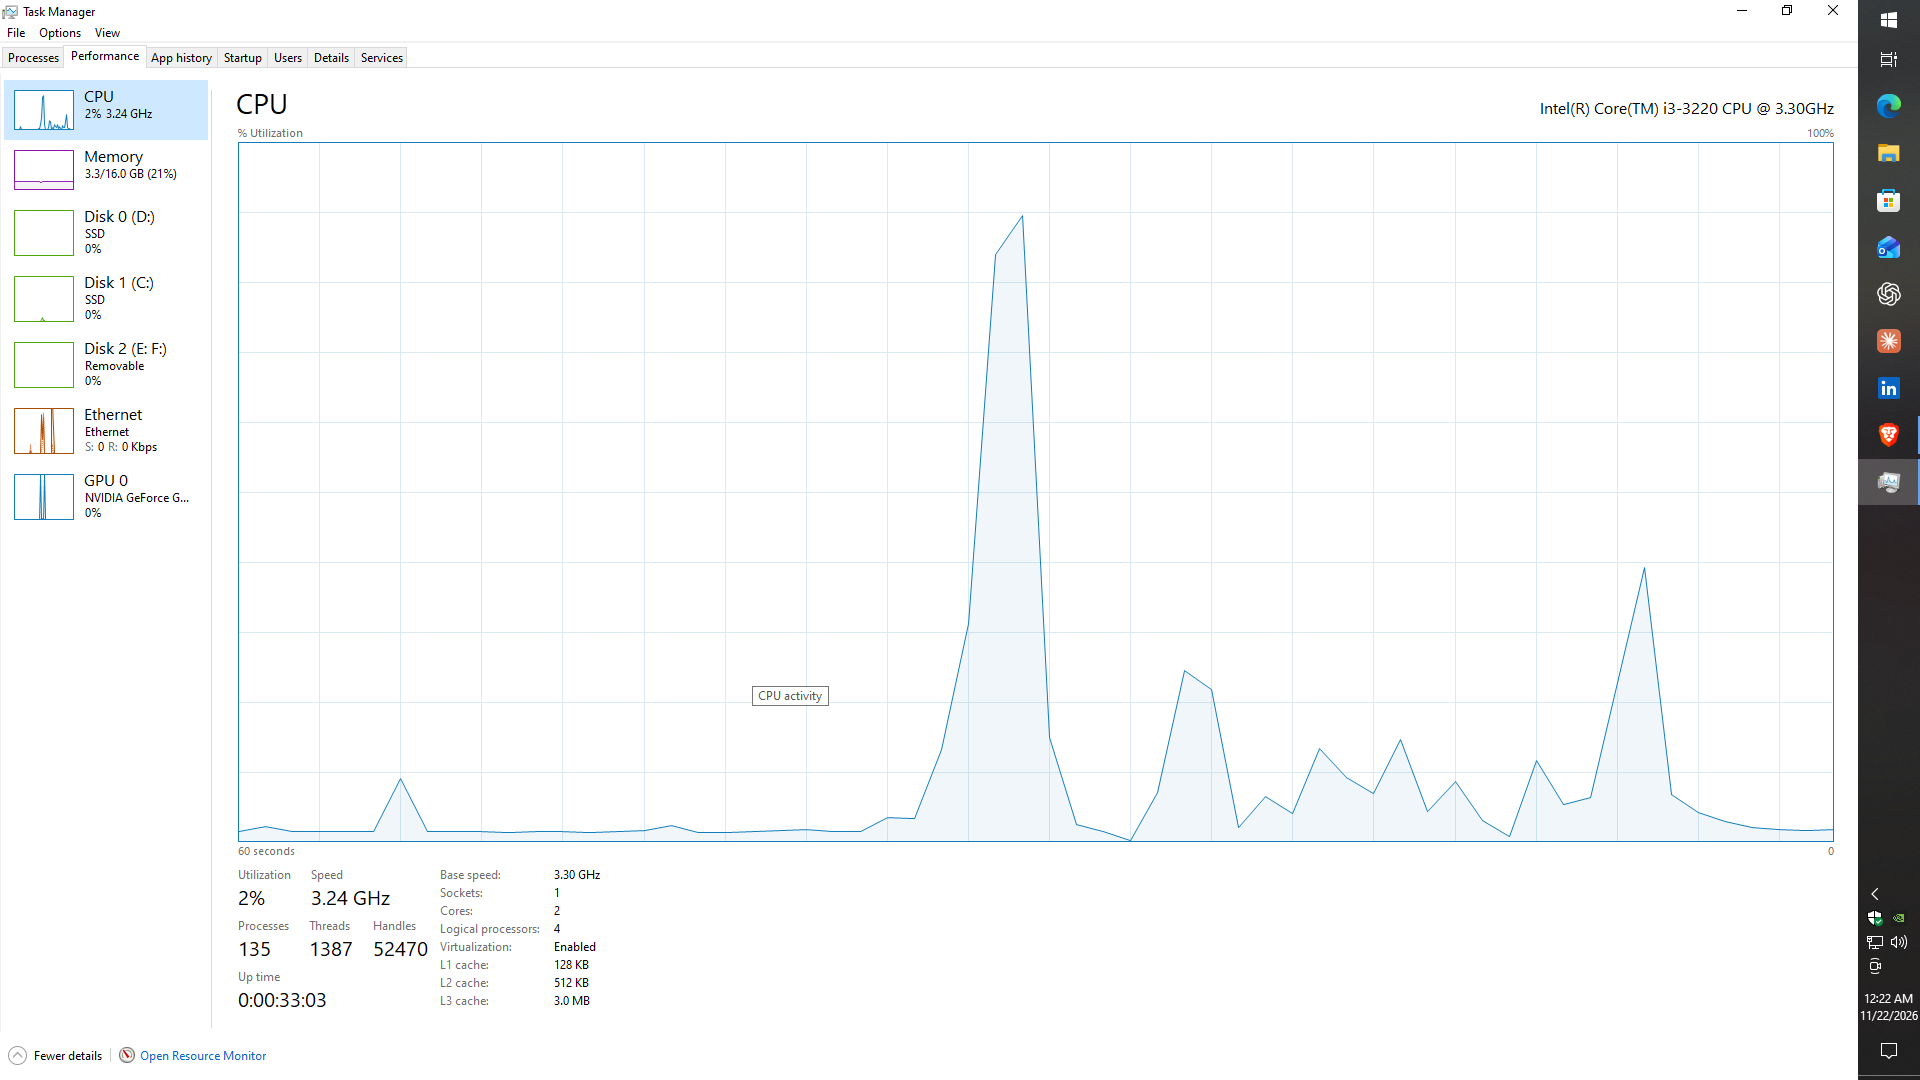 Task Manager
File Options View
Processes Performance App history Startup Users Details Services
CPU
2% 3.24 GHz
Memory
3.3/16.0 GB (21%)
Disk 0 (D:)
SSD
0%
Disk 1 (C:)
SSD
0%
Disk 2 (E: F:)
Removable
0%
Ethernet
Ethernet
S: 0 R: 0 Kbps
GPU 0
NVIDIA GeForce G...
0%
CPU
Intel(R) Core(TM) i3-3220 CPU @ 3.30GHz
% Utilization
100%
CPU activity
60 seconds
0
Utilization Speed
2% 3.24 GHz
Processes Threads Handles
135 1387 52470
Up time
0:00:33:03
Base speed: 3.30 GHz
Sockets: 1
Cores: 2
Logical processors: 4
Virtualization: Enabled
L1 cache: 128 KB
L2 cache: 512 KB
L3 cache: 3.0 MB
Fewer details Open Resource Monitor
in
12:22 AM
11/22/2026